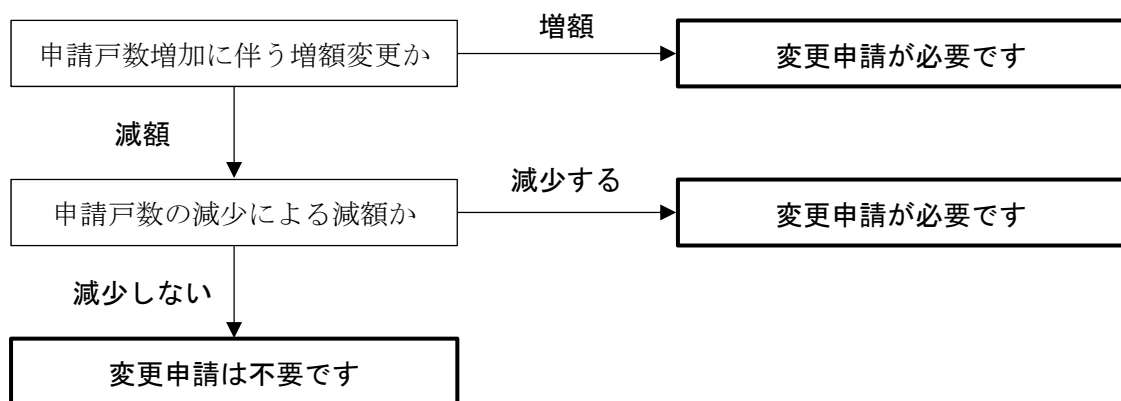 増額
申請戸数増加に伴う増額変更か
変更申請が必要です
減額
減少する
申請戸数の減少による減額か
変更申請が必要です
減少しない
変更申請は不要です